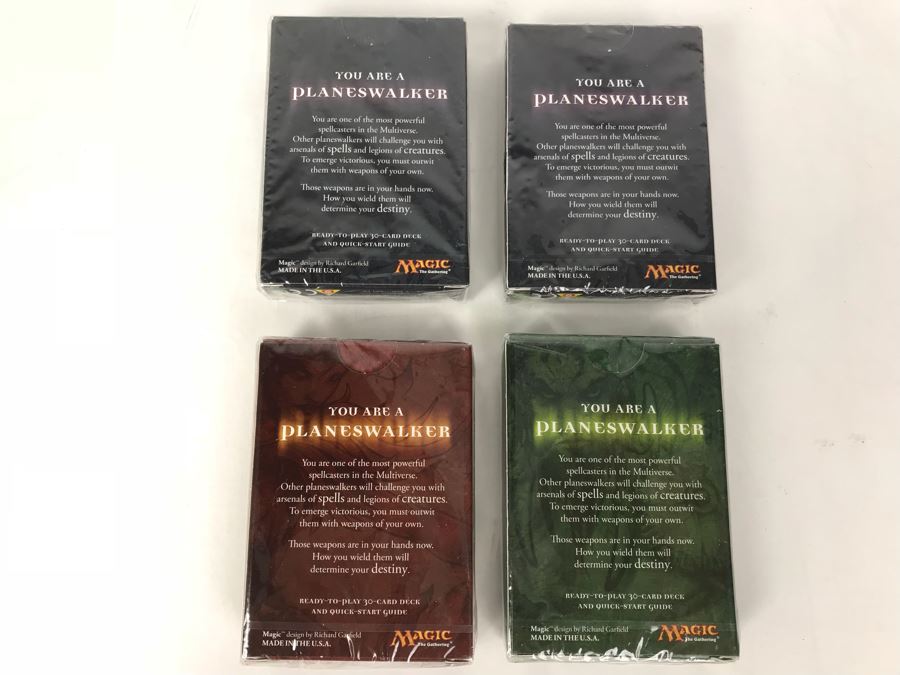 YOU ARE A
PLANESWALKER
You are one of the most powerful
spellcasters in the Multiverse.
Other planeswalkers will challenge you with
arsenals of spells and legions of creatures.
To emerge victorious, you must outwit
them with weapons of your own.
Those weapons are in your hands now.
How you wield them will
determine your destiny.
READY-TO-PLAY 30-CARD DECK
AND QUICK-START GUIDE
Magic™ design by Richard Garfield
MADE IN THE U.S.A.
MAGIC
The Gathering®
YOU ARE A
PLANESWALKER
You are one of the most powerful
spellcasters in the Multiverse.
Other planeswalkers will challenge you with
arsenals of spells and legions of creatures.
To emerge victorious, you must outwit
them with weapons of your own.
Those weapons are in your hands now.
How you wield them will
determine your destiny.
READY-TO-PLAY 30-CARD DECK
AND QUICK-START GUIDE
Magic™ design by Richard Garfield
MADE IN THE U.S.A.
MAGIC
The Gathering®
YOU ARE A
PLANESWALKER
You are one of the most powerful
spellcasters in the Multiverse.
Other planeswalkers will challenge you with
arsenals of spells and legions of creatures.
To emerge victorious, you must outwit
them with weapons of your own.
Those weapons are in your hands now.
How you wield them will
determine your destiny.
READY-TO-PLAY 30-CARD DECK
AND QUICK-START GUIDE
Magic™ design by Richard Garfield
MADE IN THE U.S.A.
MAGIC
The Gathering®
YOU ARE A
PLANESWALKER
You are one of the most powerful
spellcasters in the Multiverse.
Other planeswalkers will challenge you with
arsenals of spells and legions of creatures.
To emerge victorious, you must outwit
them with weapons of your own.
Those weapons are in your hands now.
How you wield them will
determine your destiny.
READY-TO-PLAY 30-CARD DECK
AND QUICK-START GUIDE
Magic™ design by Richard Garfield
MADE IN THE U.S.A.
MAGIC
The Gathering®